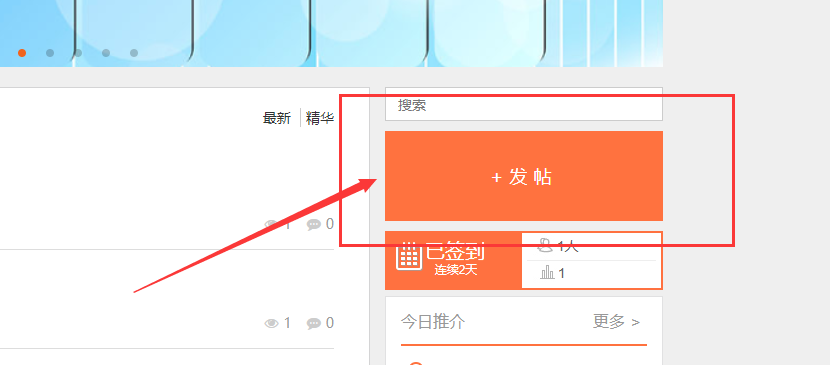 最新 精华
搜索
+ 发 帖
1 0
已签到
连续2天
1人
1
1 0
今日推介 更多 >